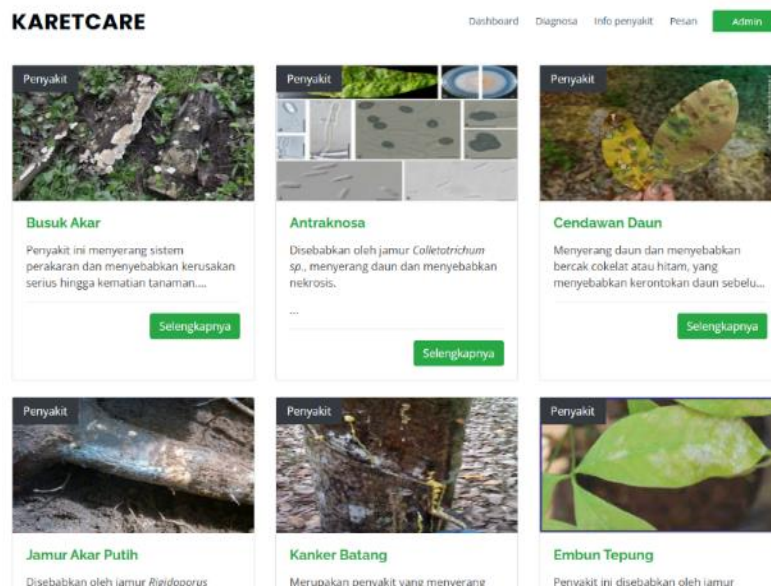 KARETCARE
Dashboard Diagnosa Info penyakit Pesan Admin
Penyakit
Busuk Akar
Penyakit ini menyerang sistem
perakaran dan menyebabkan kerusakan
serius hingga kematian tanaman....
Selengkapnya
Penyakit
Antraknosa
Disebabkan oleh jamur Colletotrichum
sp., menyerang daun dan menyebabkan
nekrosis.
...
Selengkapnya
Penyakit
Cendawan Daun
Menyerang daun dan menyebabkan
bercak cokelat atau hitam, yang
menyebabkan kerontokan daun sebelu...
Selengkapnya
Penyakit
Jamur Akar Putih
Disebabkan oleh jamur Rigidoporus
Penyakit
Kanker Batang
Merupakan penyakit yang menyerang
Penyakit
Embun Tepung
Penyakit ini disebabkan oleh jamur